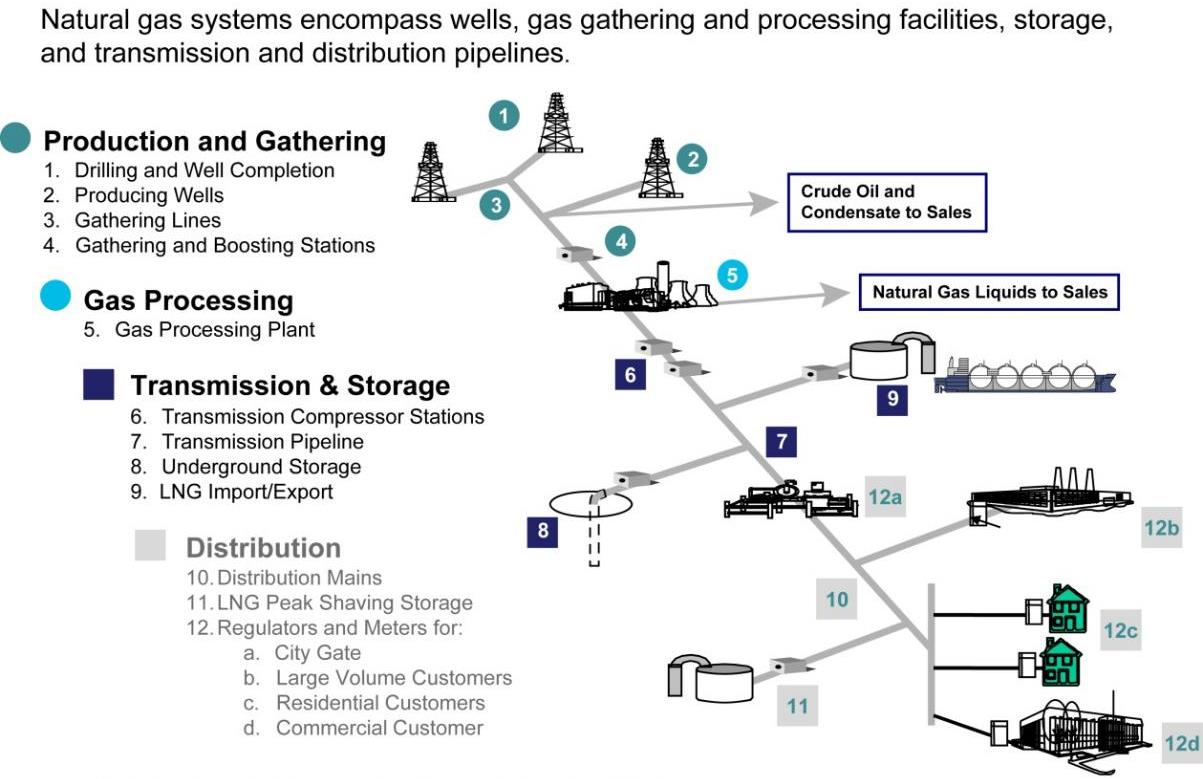 Natural gas systems encompass wells, gas gathering and processing facilities, storage,
and transmission and distribution pipelines.
Production and Gathering
1. Drilling and Well Completion
2. Producing Wells
3. Gathering Lines
4. Gathering and Boosting Stations
Gas Processing
5. Gas Processing Plant
Transmission & Storage
6. Transmission Compressor Stations
7. Transmission Pipeline
8. Underground Storage
9. LNG Import/Export
Distribution
10. Distribution Mains
11. LNG Peak Shaving Storage
12. Regulators and Meters for:
a. City Gate
b. Large Volume Customers
c. Residential Customers
d. Commercial Customer
1
2
3
Crude Oil and
Condensate to Sales
4
5
Natural Gas Liquids to Sales
6
9
7
12a
8
12b
10
12c
11
12d